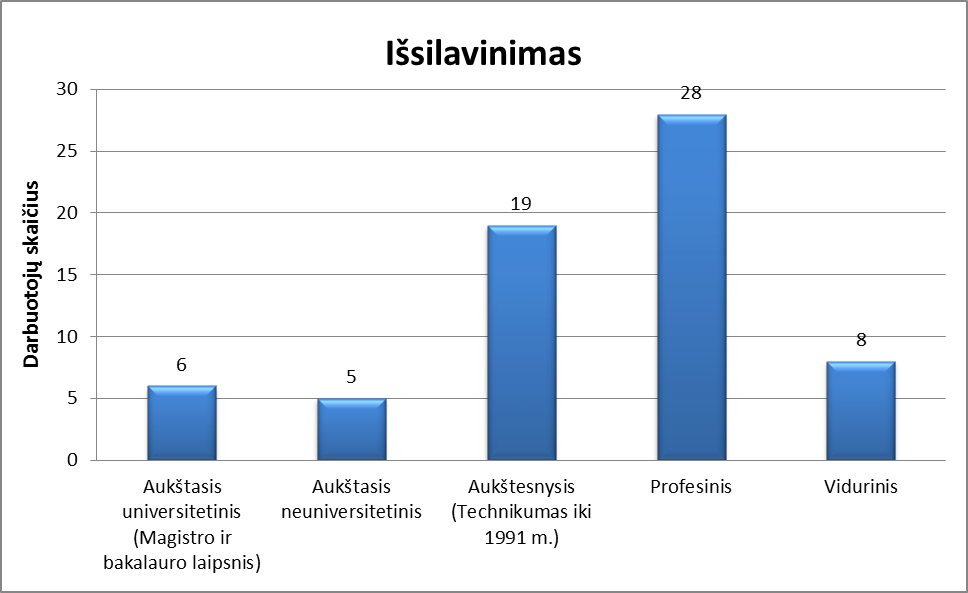 Išsilavinimas
Darbuotojų skaičius
30
25
20
15
10
5
0
6
5
19
28
8
Aukštasis
universitetinis
(Magistro ir
bakalauro laipsnis)
Aukštasis
neuniversitetinis
Aukštesnysis
(Technikumas iki
1991 m.)
Profesinis
Vidurinis